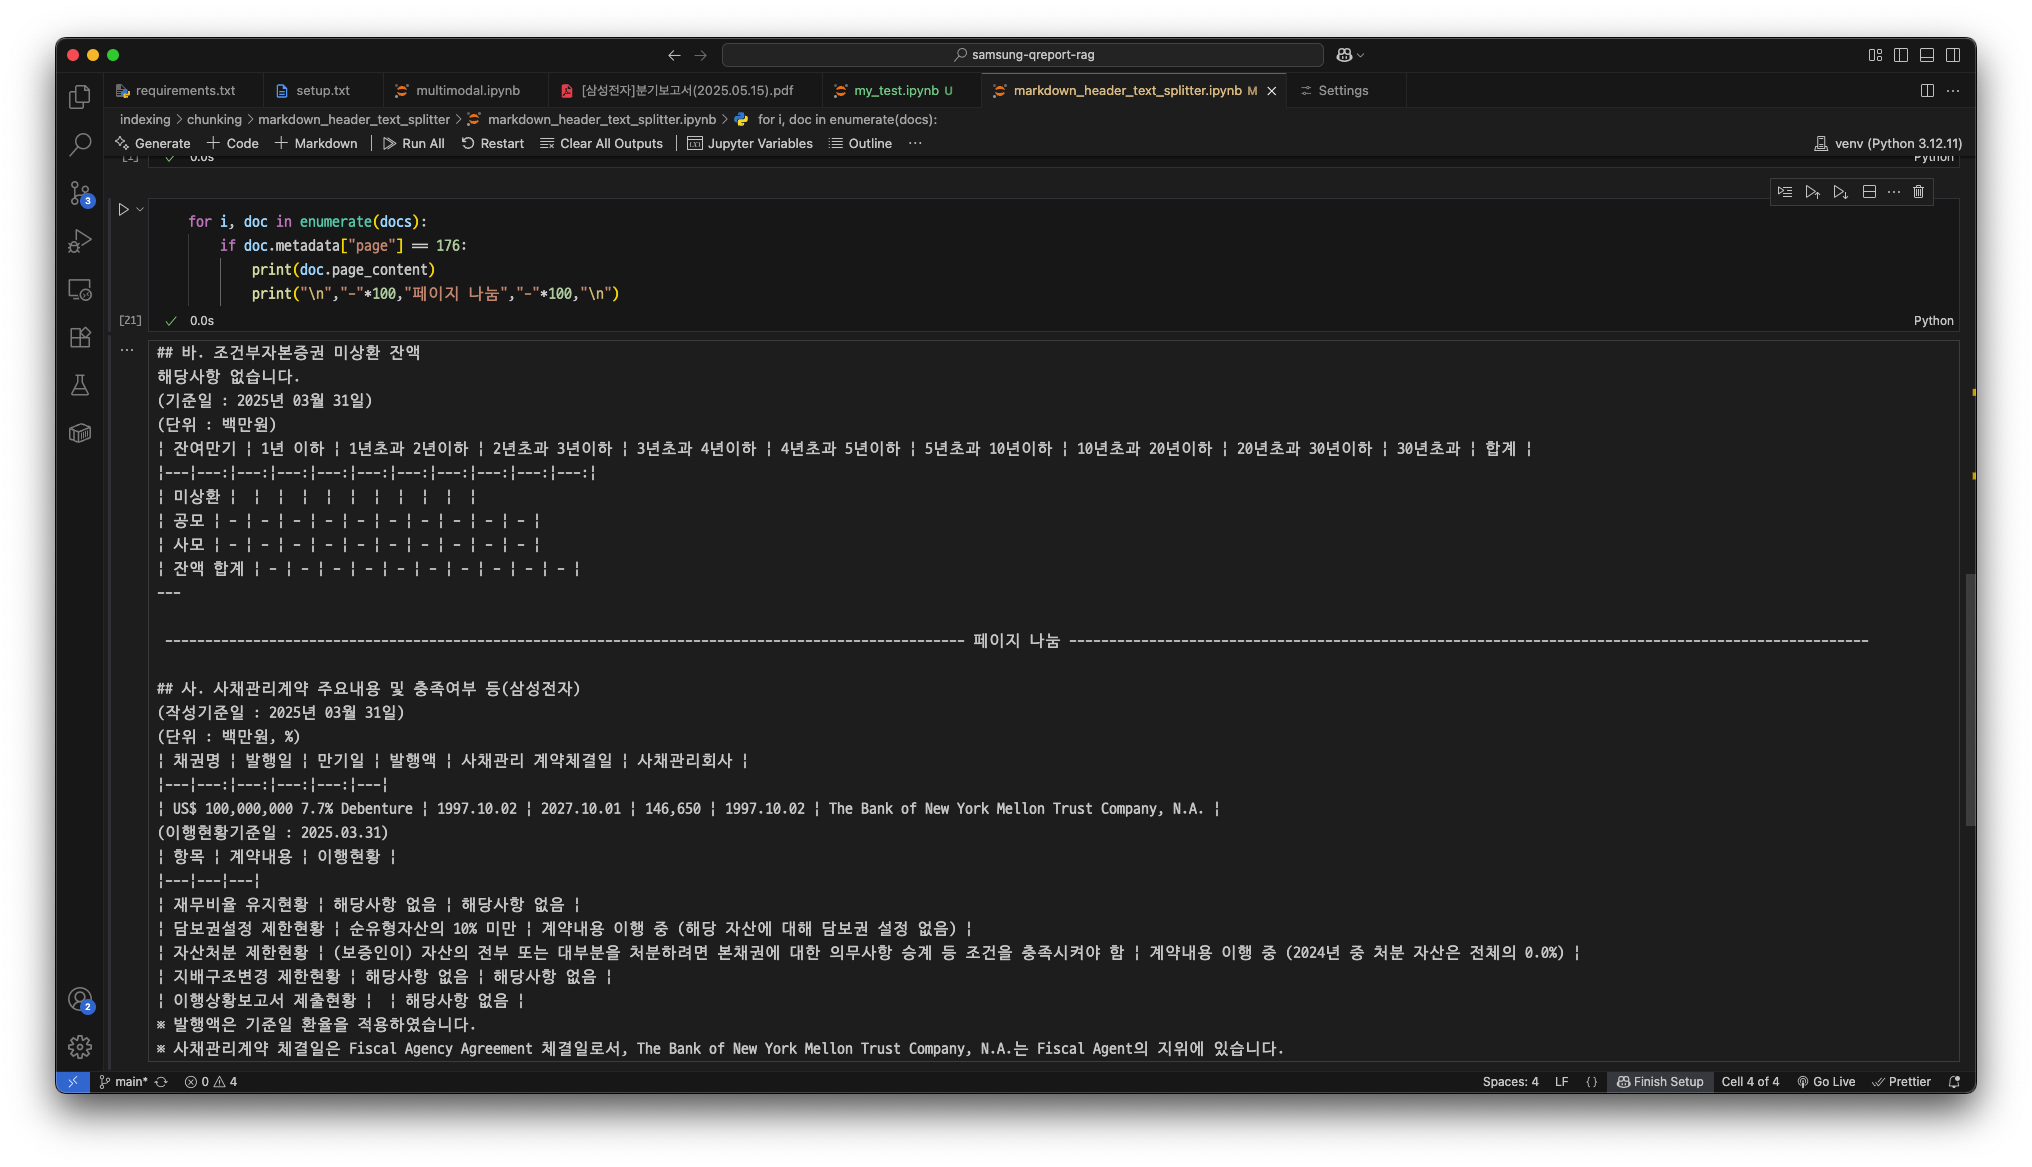 samsung-qreport-rag
requirements.txt
setup.txt
multimodal.ipynb
[삼성전자]분기보고서(2025.05.15).pdf
my_test.ipynb U
markdown_header_text_splitter.ipynb M
Settings
indexing > chunking > markdown_header_text_splitter > markdown_header_text_splitter.ipynb > for i, doc in enumerate(docs):
Generate + Code + Markdown | Run All Restart Clear All Outputs | Jupyter Variables Outline ...
venv (Python 3.12.11)
[1] 0.0s
Python
for i, doc in enumerate(docs):
if doc.metadata["page"] == 176:
print(doc.page_content)
print("\n","-"*100,"페이지 나눔","-"*100,"\n")
[21] 0.0s
Python
## 바. 조건부자본증권 미상환 잔액
해당사항 없습니다.
(기준일 : 2025년 03월 31일)
(단위 : 백만원)
| 잔여만기 | 1년 이하 | 1년초과 2년이하 | 2년초과 3년이하 | 3년초과 4년이하 | 4년초과 5년이하 | 5년초과 10년이하 | 10년초과 20년이하 | 20년초과 30년이하 | 30년초과 | 합계 |
|---|---:|---:|---:|---:|---:|---:|---:|---:|---:|---:|
| 미상환 |  |  |  |  |  |  |  |  |  |  |
| 공모 | - | - | - | - | - | - | - | - | - | - |
| 사모 | - | - | - | - | - | - | - | - | - | - |
| 잔액 합계 | - | - | - | - | - | - | - | - | - | - |
---
---------------------------------------------------------------------------------------------------- 페이지 나눔 ----------------------------------------------------------------------------------------------------
## 사. 사채관리계약 주요내용 및 충족여부 등(삼성전자)
(작성기준일 : 2025년 03월 31일)
(단위 : 백만원, %)
| 채권명 | 발행일 | 만기일 | 발행액 | 사채관리 계약체결일 | 사채관리회사 |
|---|---:|---:|---:|---:|---|
| US$ 100,000,000 7.7% Debenture | 1997.10.02 | 2027.10.01 | 146,650 | 1997.10.02 | The Bank of New York Mellon Trust Company, N.A. |
(이행현황기준일 : 2025.03.31)
| 항목 | 계약내용 | 이행현황 |
|---|---|---|
| 재무비율 유지현황 | 해당사항 없음 | 해당사항 없음 |
| 담보권설정 제한현황 | 순유형자산의 10% 미만 | 계약내용 이행 중 (해당 자산에 대해 담보권 설정 없음) |
| 자산처분 제한현황 | (보증인이) 자산의 전부 또는 대부분을 처분하려면 본채권에 대한 의무사항 승계 등 조건을 충족시켜야 함 | 계약내용 이행 중 (2024년 중 처분 자산은 전체의 0.0%) |
| 지배구조변경 제한현황 | 해당사항 없음 | 해당사항 없음 |
| 이행상황보고서 제출현황 |  | 해당사항 없음 |
※ 발행액은 기준일 환율을 적용하였습니다.
※ 사채관리계약 체결일은 Fiscal Agency Agreement 체결일로서, The Bank of New York Mellon Trust Company, N.A.는 Fiscal Agent의 지위에 있습니다.
3
2
main* 0 4
Spaces: 4 LF {} Finish Setup Cell 4 of 4 Go Live Prettier